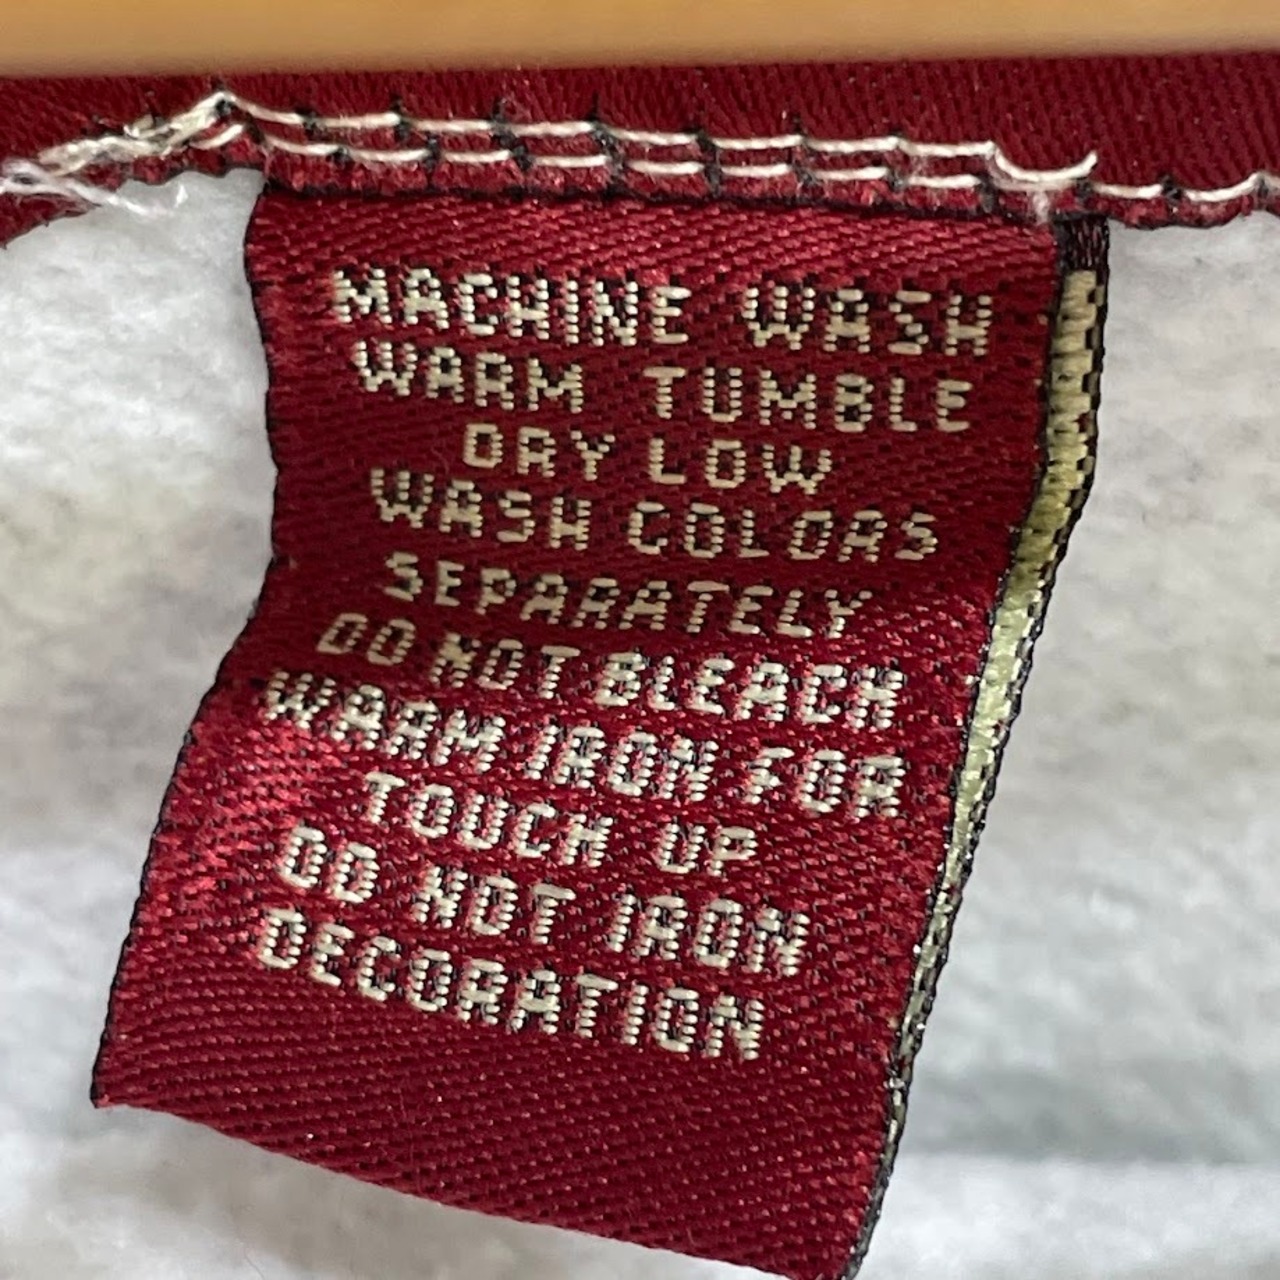 MACHINE WASH
WARM TUMBLE
DRY LOW
WASH COLORS
SEPARATELY
DO NOT BLEACH
WARM IRON FOR
TOUCH UP
DO NOT IRON
DECORATION